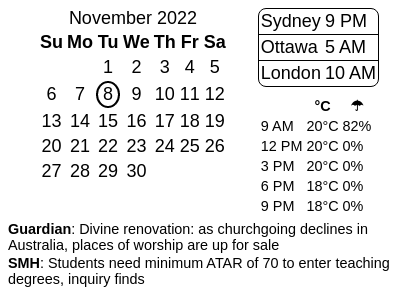 November 2022
Su Mo Tu We Th Fr Sa
1 2 3 4 5
6 7 8 9 10 11 12
13 14 15 16 17 18 19
20 21 22 23 24 25 26
27 28 29 30
Sydney 9 PM
Ottawa 5 AM
London 10 AM
°C ☂
9 AM 20°C 82%
12 PM 20°C 0%
3 PM 20°C 0%
6 PM 18°C 0%
9 PM 18°C 0%
Guardian: Divine renovation: as churchgoing declines in
Australia, places of worship are up for sale
SMH: Students need minimum ATAR of 70 to enter teaching
degrees, inquiry finds